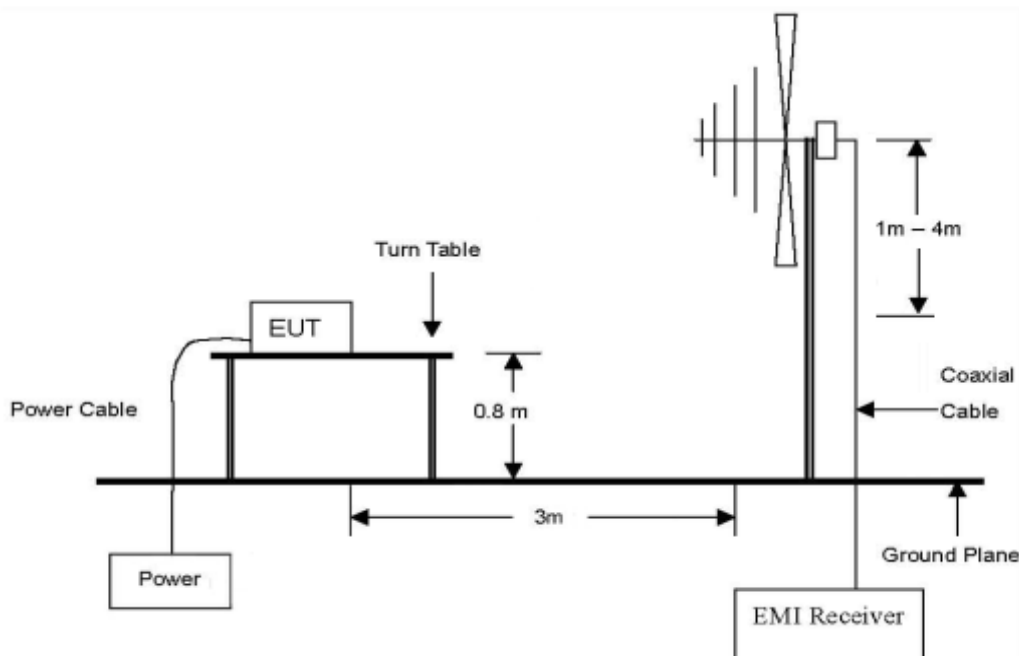 1m – 4m
Turn Table
EUT
Power Cable
0.8 m
Coaxial
Cable
3m
Ground Plane
Power
EMI Receiver